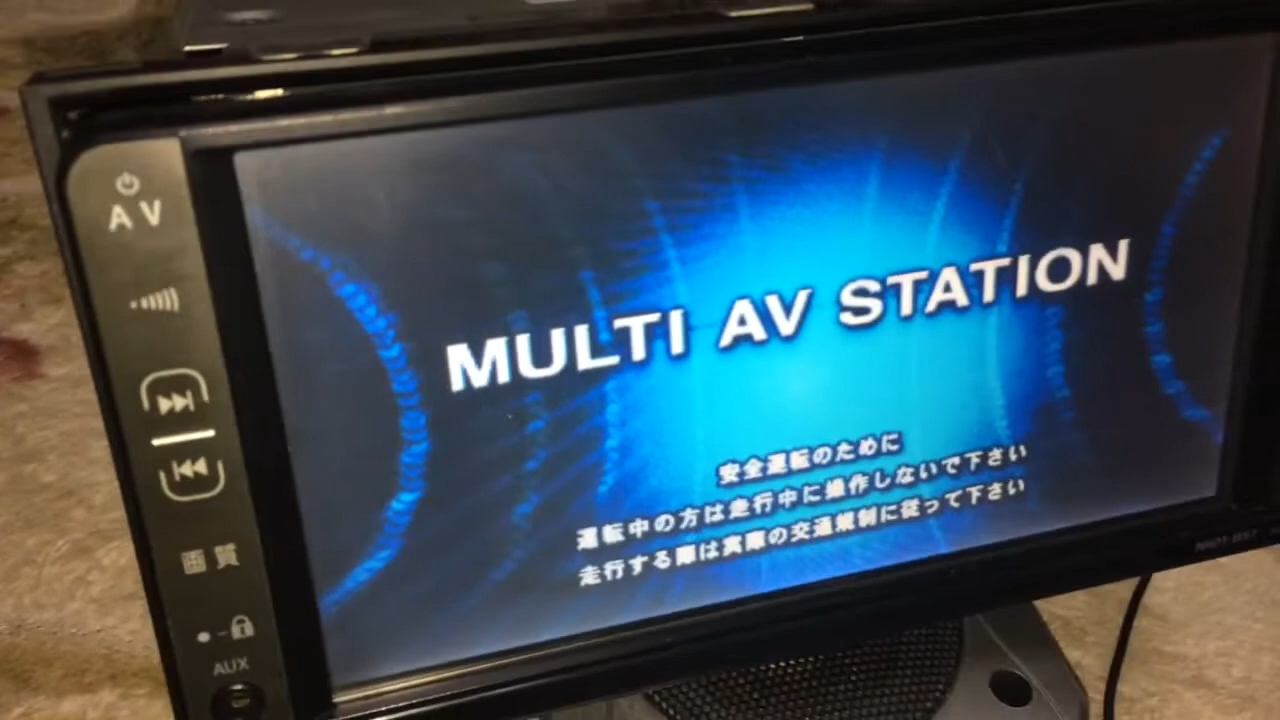 AV
MULTI AV STATION
安全運転のために
運転中の方は走行中に操作しないで下さい
走行する際は実際の交通規制に従って下さい
画質
AUX